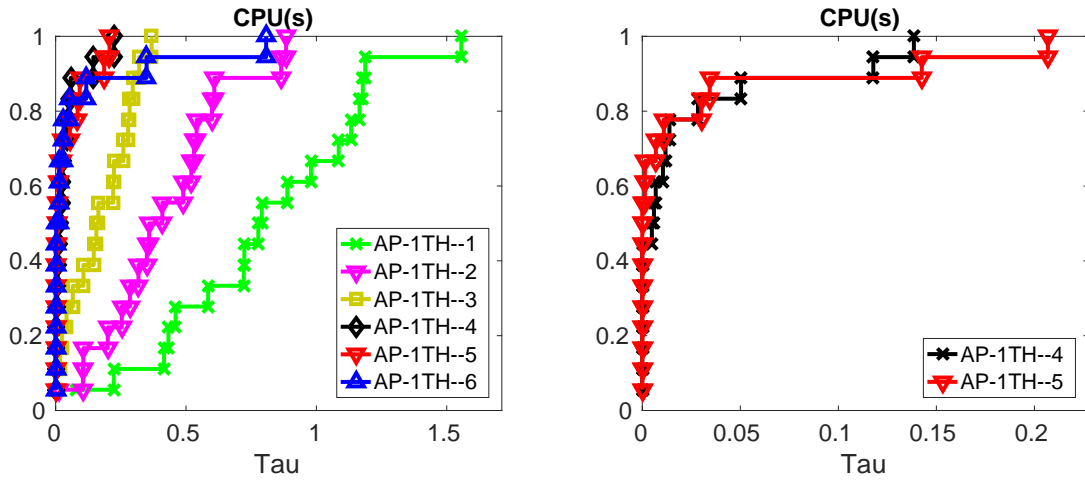 CPU(s)
1
0.8
0.6
0.4
0.2
0
0
0.5
1
1.5
Tau
AP-1TH--1
AP-1TH--2
AP-1TH--3
AP-1TH--4
AP-1TH--5
AP-1TH--6
CPU(s)
1
0.8
0.6
0.4
0.2
0
0
0.05
0.1
0.15
0.2
Tau
AP-1TH--4
AP-1TH--5